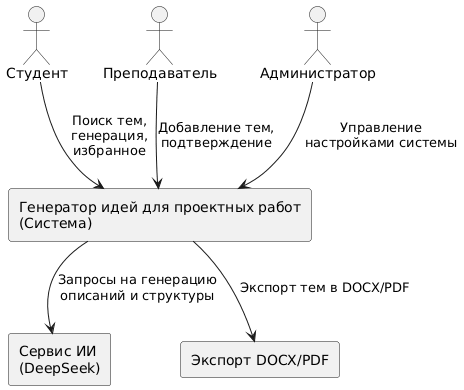 Студент
Преподаватель
Администратор
Поиск тем,
генерация,
избранное
Добавление тем,
подтверждение
Управление
настройками системы
Генератор идей для проектных работ
(Система)
Запросы на генерацию
описаний и структуры
Экспорт тем в DOCX/PDF
Сервис ИИ
(DeepSeek)
Экспорт DOCX/PDF